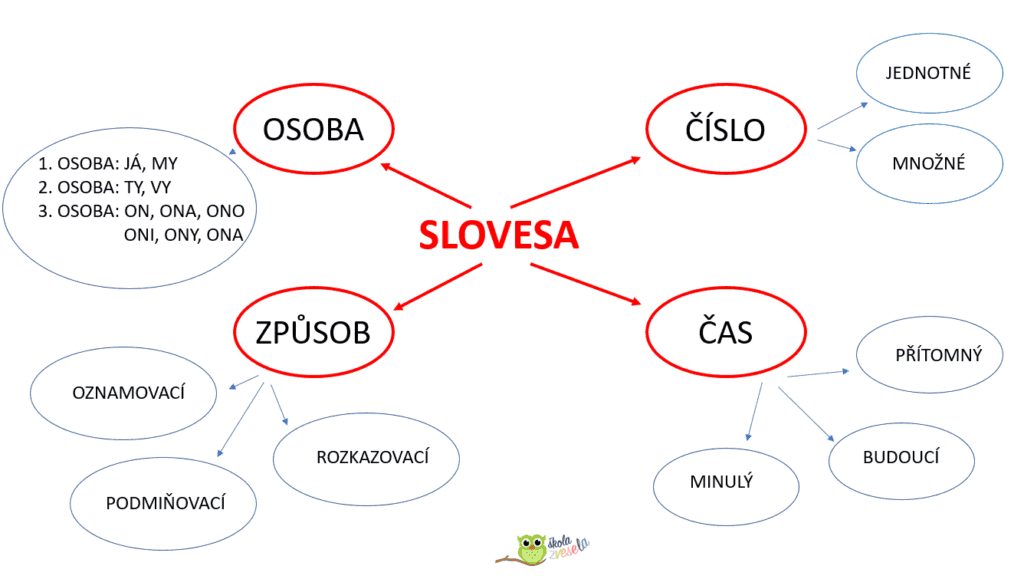 OSOBA
1. OSOBA: JÁ, MY
2. OSOBA: TY, VY
3. OSOBA: ON, ONA, ONO
ONI, ONY, ONA
ČÍSLO
JEDNOTNÉ
MNOŽNÉ
SLOVESA
ZPŮSOB
OZNAMOVACÍ
PODMIŇOVACÍ
ROZKAZOVACÍ
ČAS
PŘÍTOMNÝ
BUDOUCÍ
MINULÝ
škola
zvesela